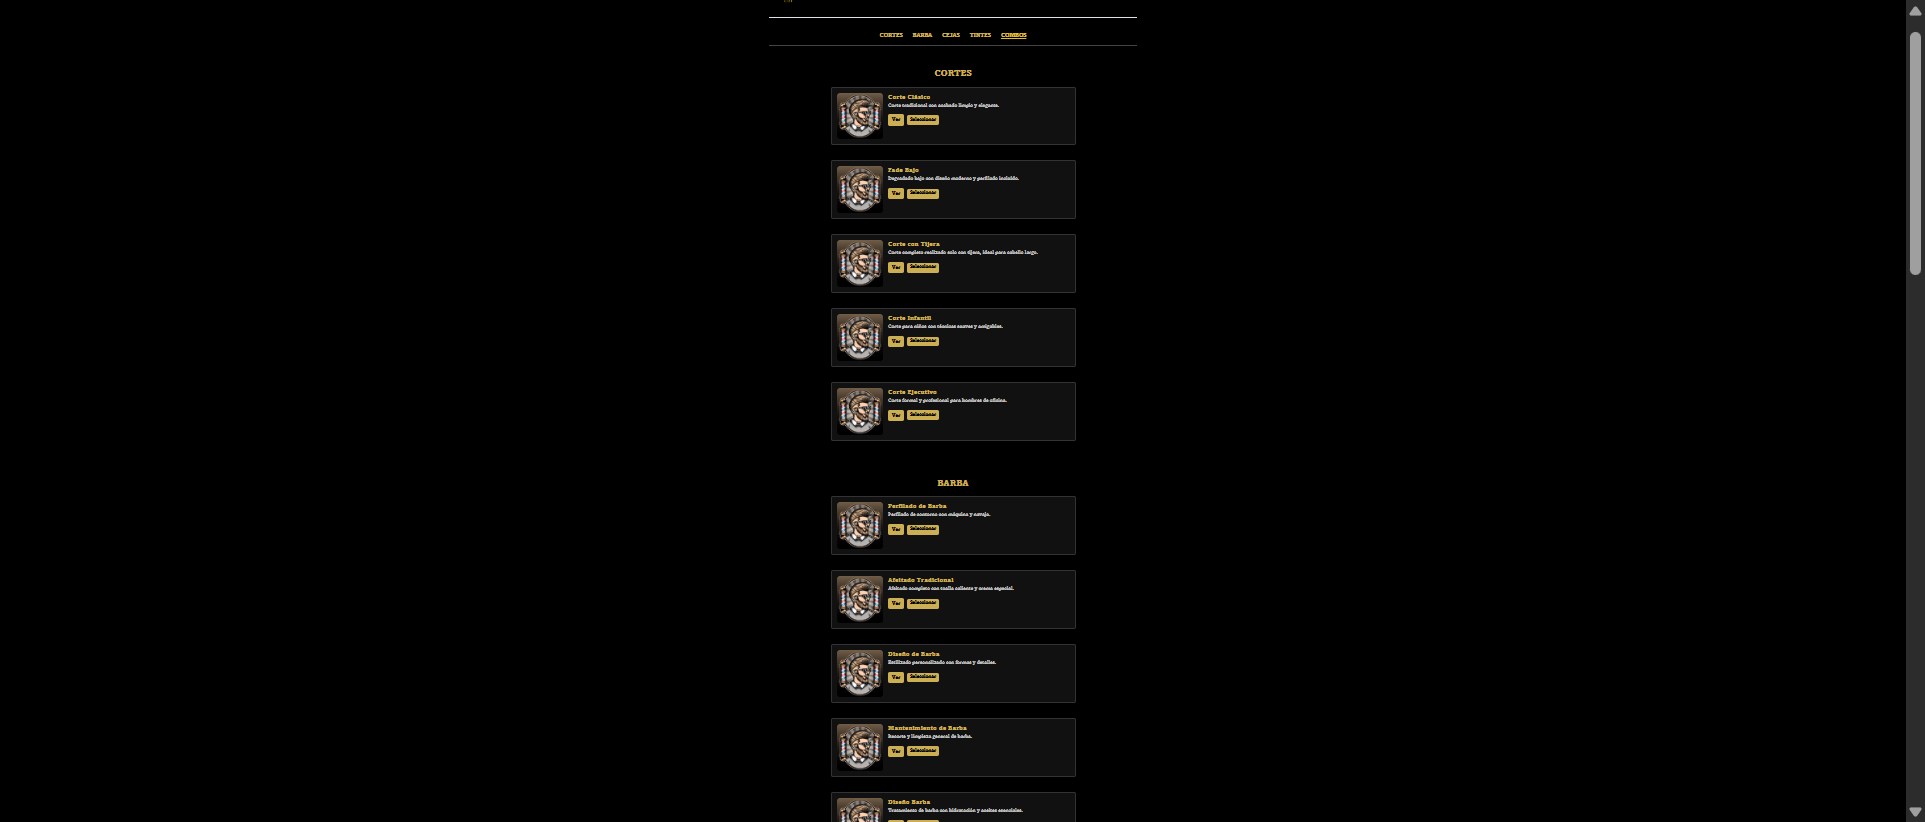 CORTES BARBA CEJAS TINTES COMBOS
CORTES
Corte Clásico
Corte tradicional con acabado limpio y elegante.
Ver Seleccionar
Fade Bajo
Degradado bajo con diseño moderno y perfilado incluido.
Ver Seleccionar
Corte con Tijera
Corte completo realizado solo con tijera, ideal para cabello largo.
Ver Seleccionar
Corte Infantil
Corte para niños con técnicas suaves y amigables.
Ver Seleccionar
Corte Ejecutivo
Corte formal y profesional para hombres de oficina.
Ver Seleccionar
BARBA
Perfilado de Barba
Perfilado de contorno con máquina y navaja.
Ver Seleccionar
Afeitado Tradicional
Afeitado completo con toalla caliente y crema especial.
Ver Seleccionar
Diseño de Barba
Estilizado personalizado con formas y detalles.
Ver Seleccionar
Mantenimiento de Barba
Recorte y limpieza general de barba.
Ver Seleccionar
Diseño Barba
Tratamiento de barba con hidratación y aceites esenciales.